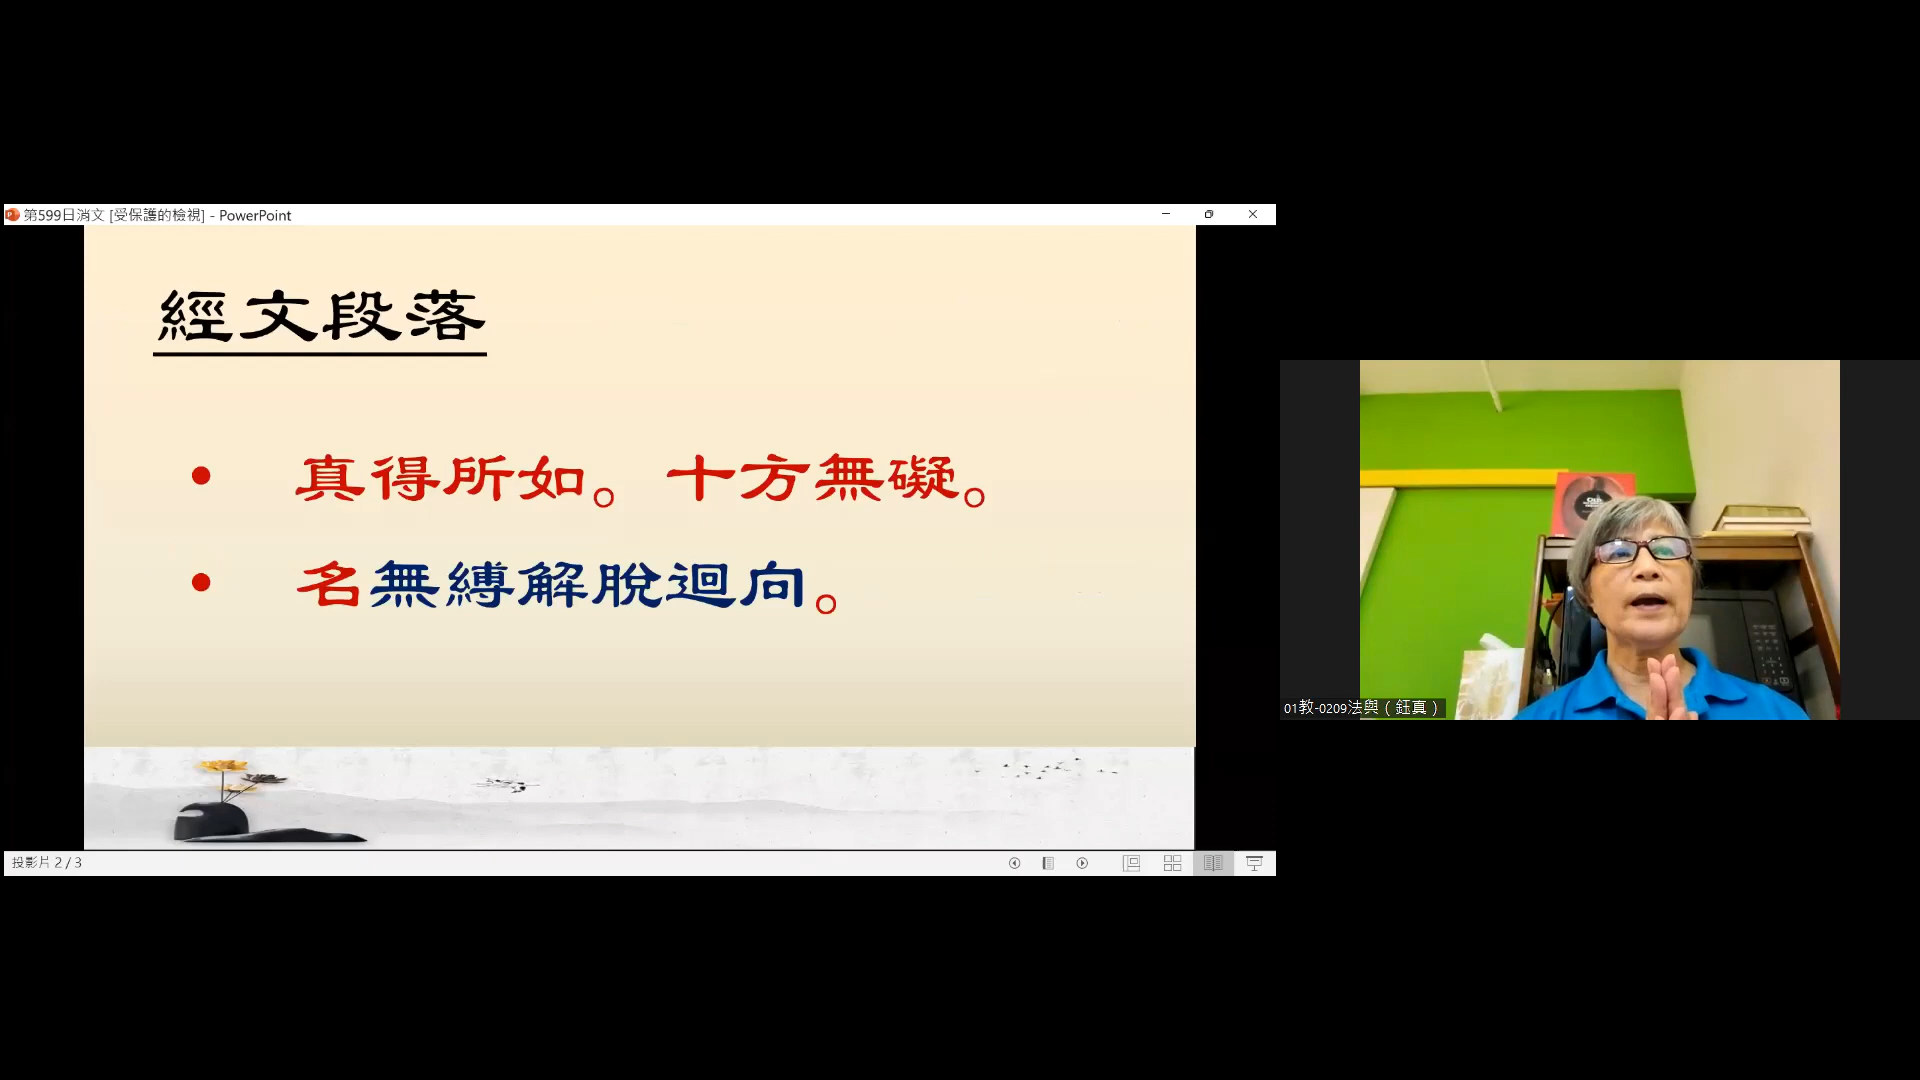 第599日消文 [受保護的檢視] - PowerPoint
經文段落
• 真得所如。十方無礙。
• 名無縛解脫迴向。
投影片 2 / 3
01教-0209法與（鈺真）